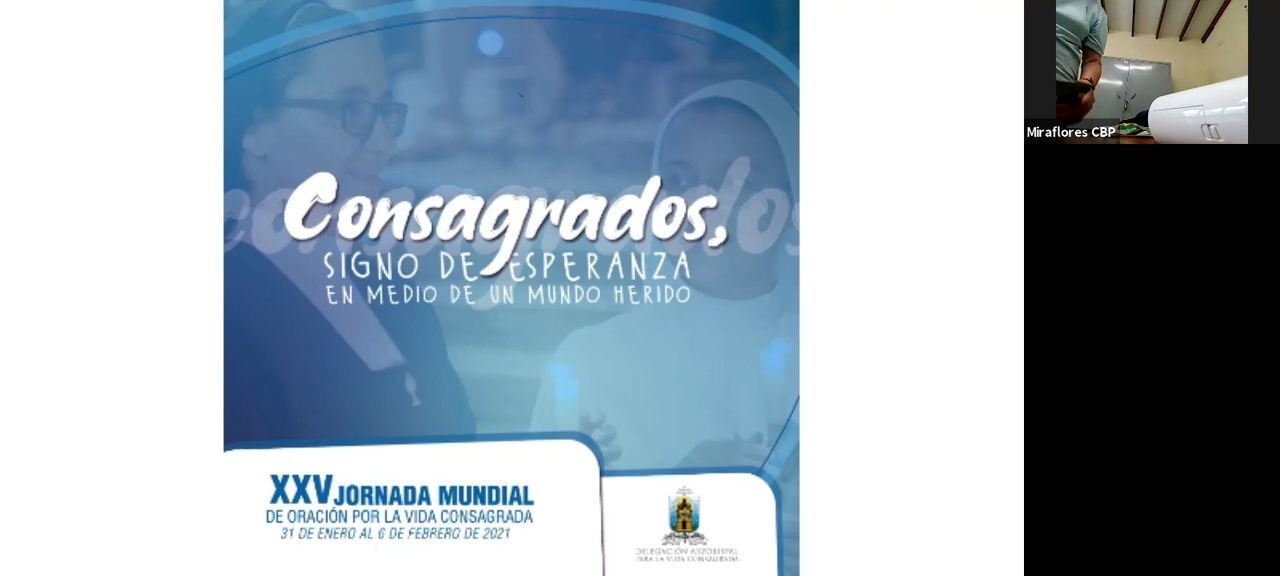 Consagrados,
SIGNO DE ESPERANZA
EN MEDIO DE UN MUNDO HERIDO
consagrados
XXV JORNADA MUNDIAL
DE ORACIÓN POR LA VIDA CONSAGRADA
31 DE ENERO AL 6 DE FEBRERO DE 2021
DELEGACIÓN ARZOBISPAL
PARA LA VIDA CONSAGRADA
Miraflores CBP